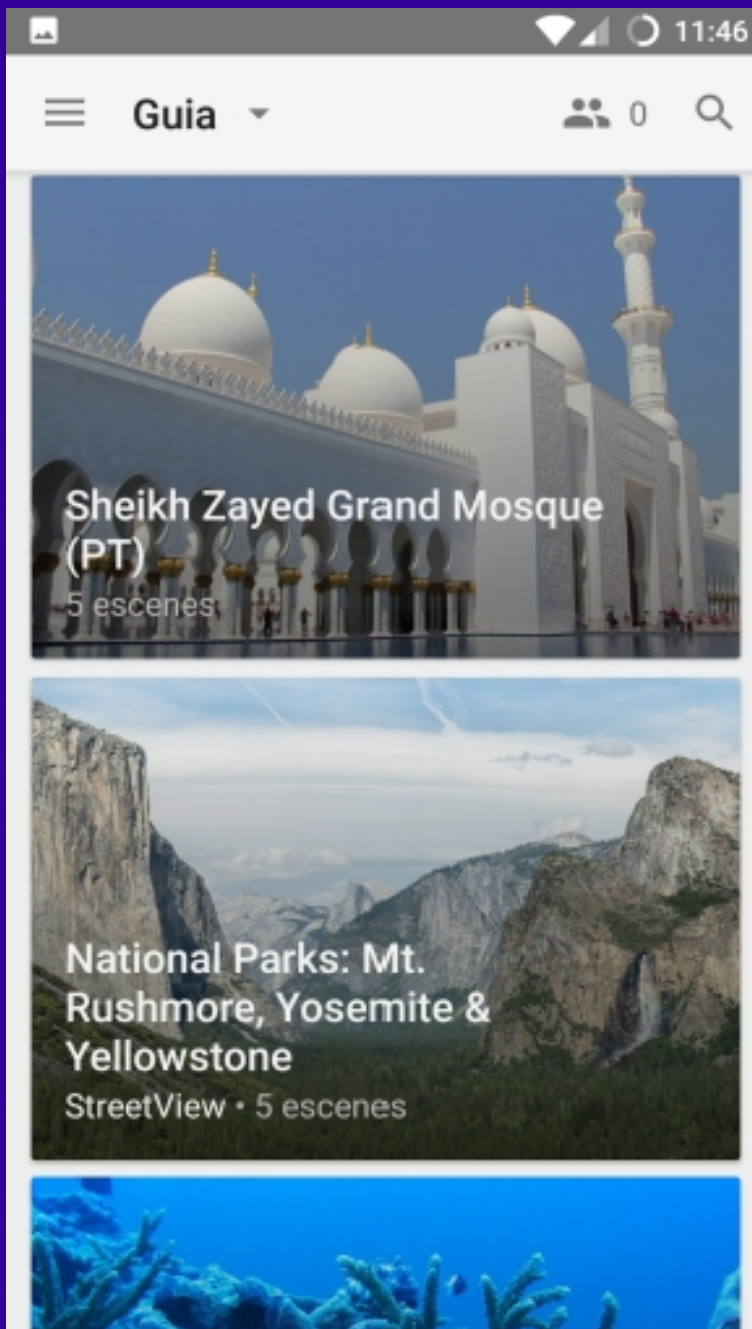 11:46
Guia
0
Sheikh Zayed Grand Mosque
(PT)
5 escenes
National Parks: Mt.
Rushmore, Yosemite &
Yellowstone
StreetView • 5 escenes